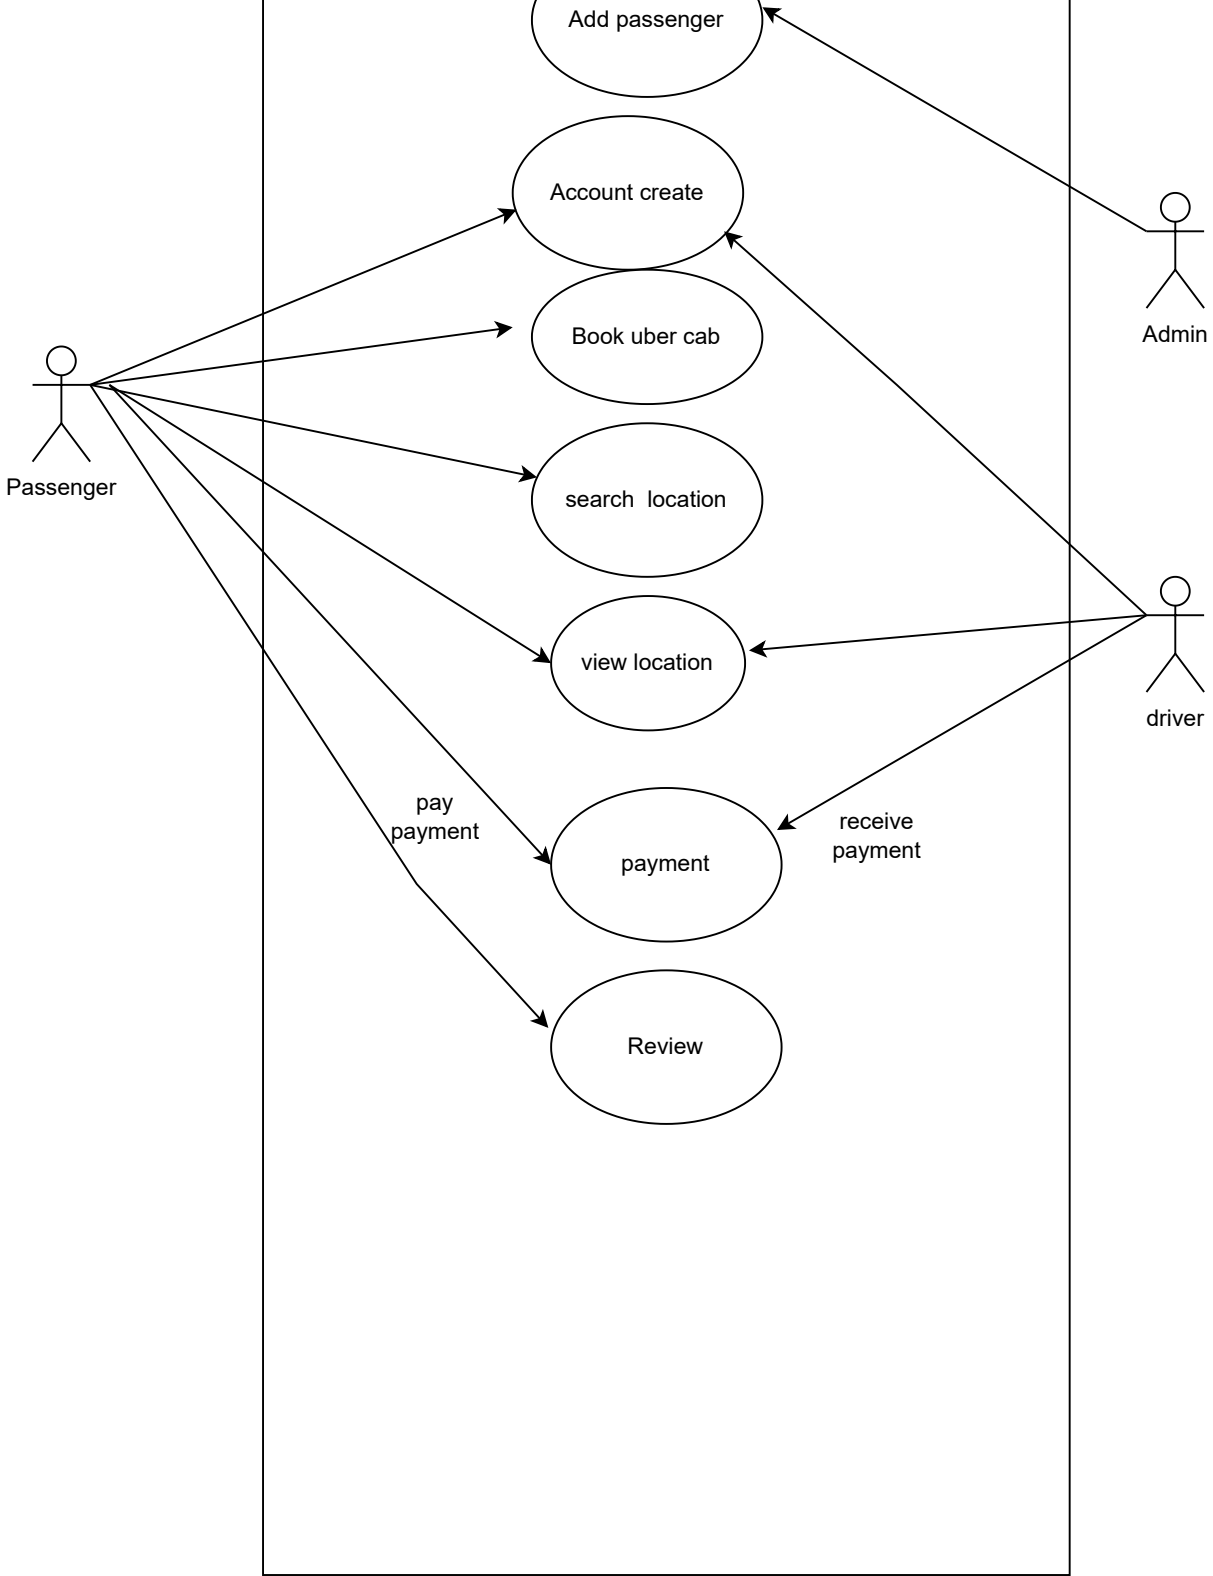 Add passenger
Account create
Admin
Book uber cab
Passenger
search  location
view location
driver
pay
payment
receive
payment
payment
Review